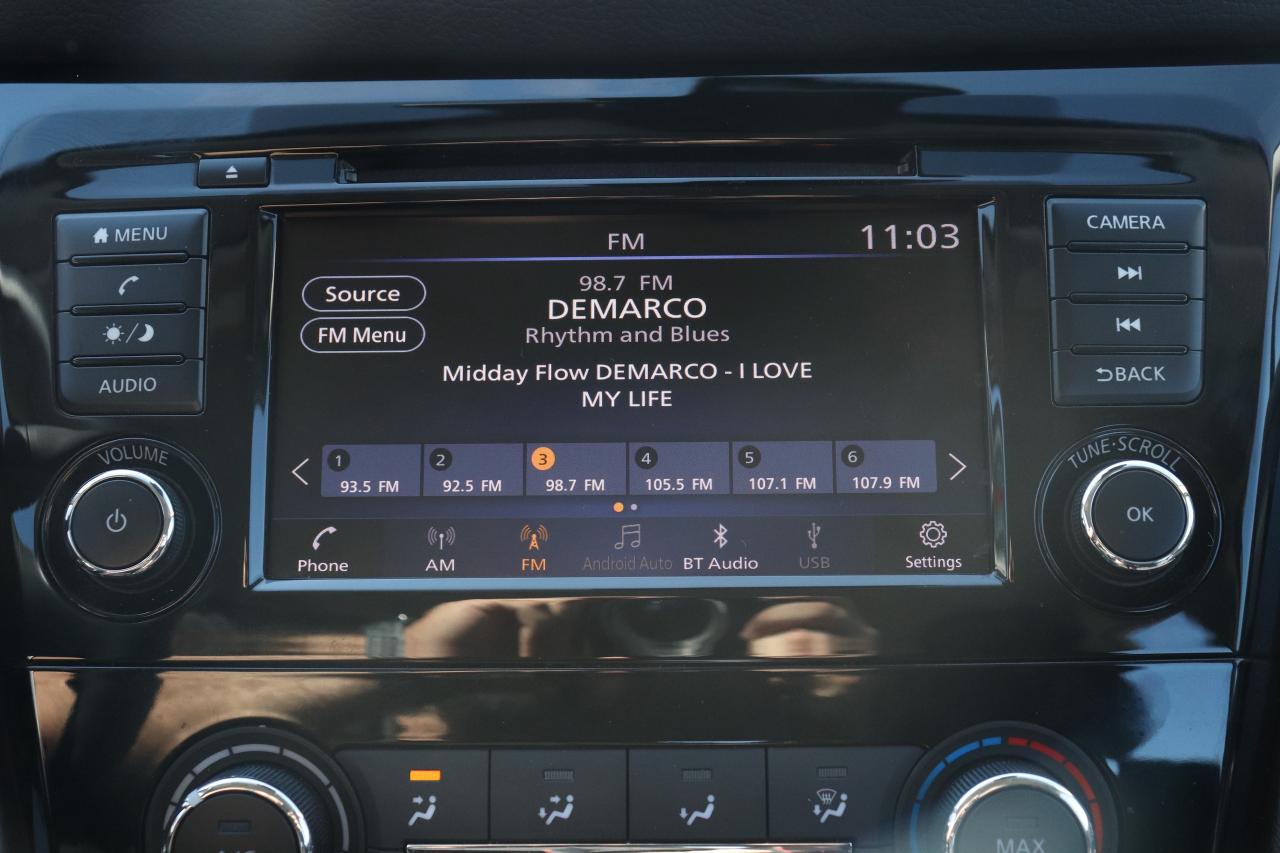 MENU
AUDIO
VOLUME
FM
11:03
Source
FM Menu
98.7 FM
DEMARCO
Rhythm and Blues
Midday Flow DEMARCO - I LOVE
MY LIFE
1 93.5 FM
2 92.5 FM
3 98.7 FM
4 105.5 FM
5 107.1 FM
6 107.9 FM
Phone
AM
FM
Android Auto
BT Audio
USB
Settings
CAMERA
BACK
TUNE·SCROLL
OK
MAX